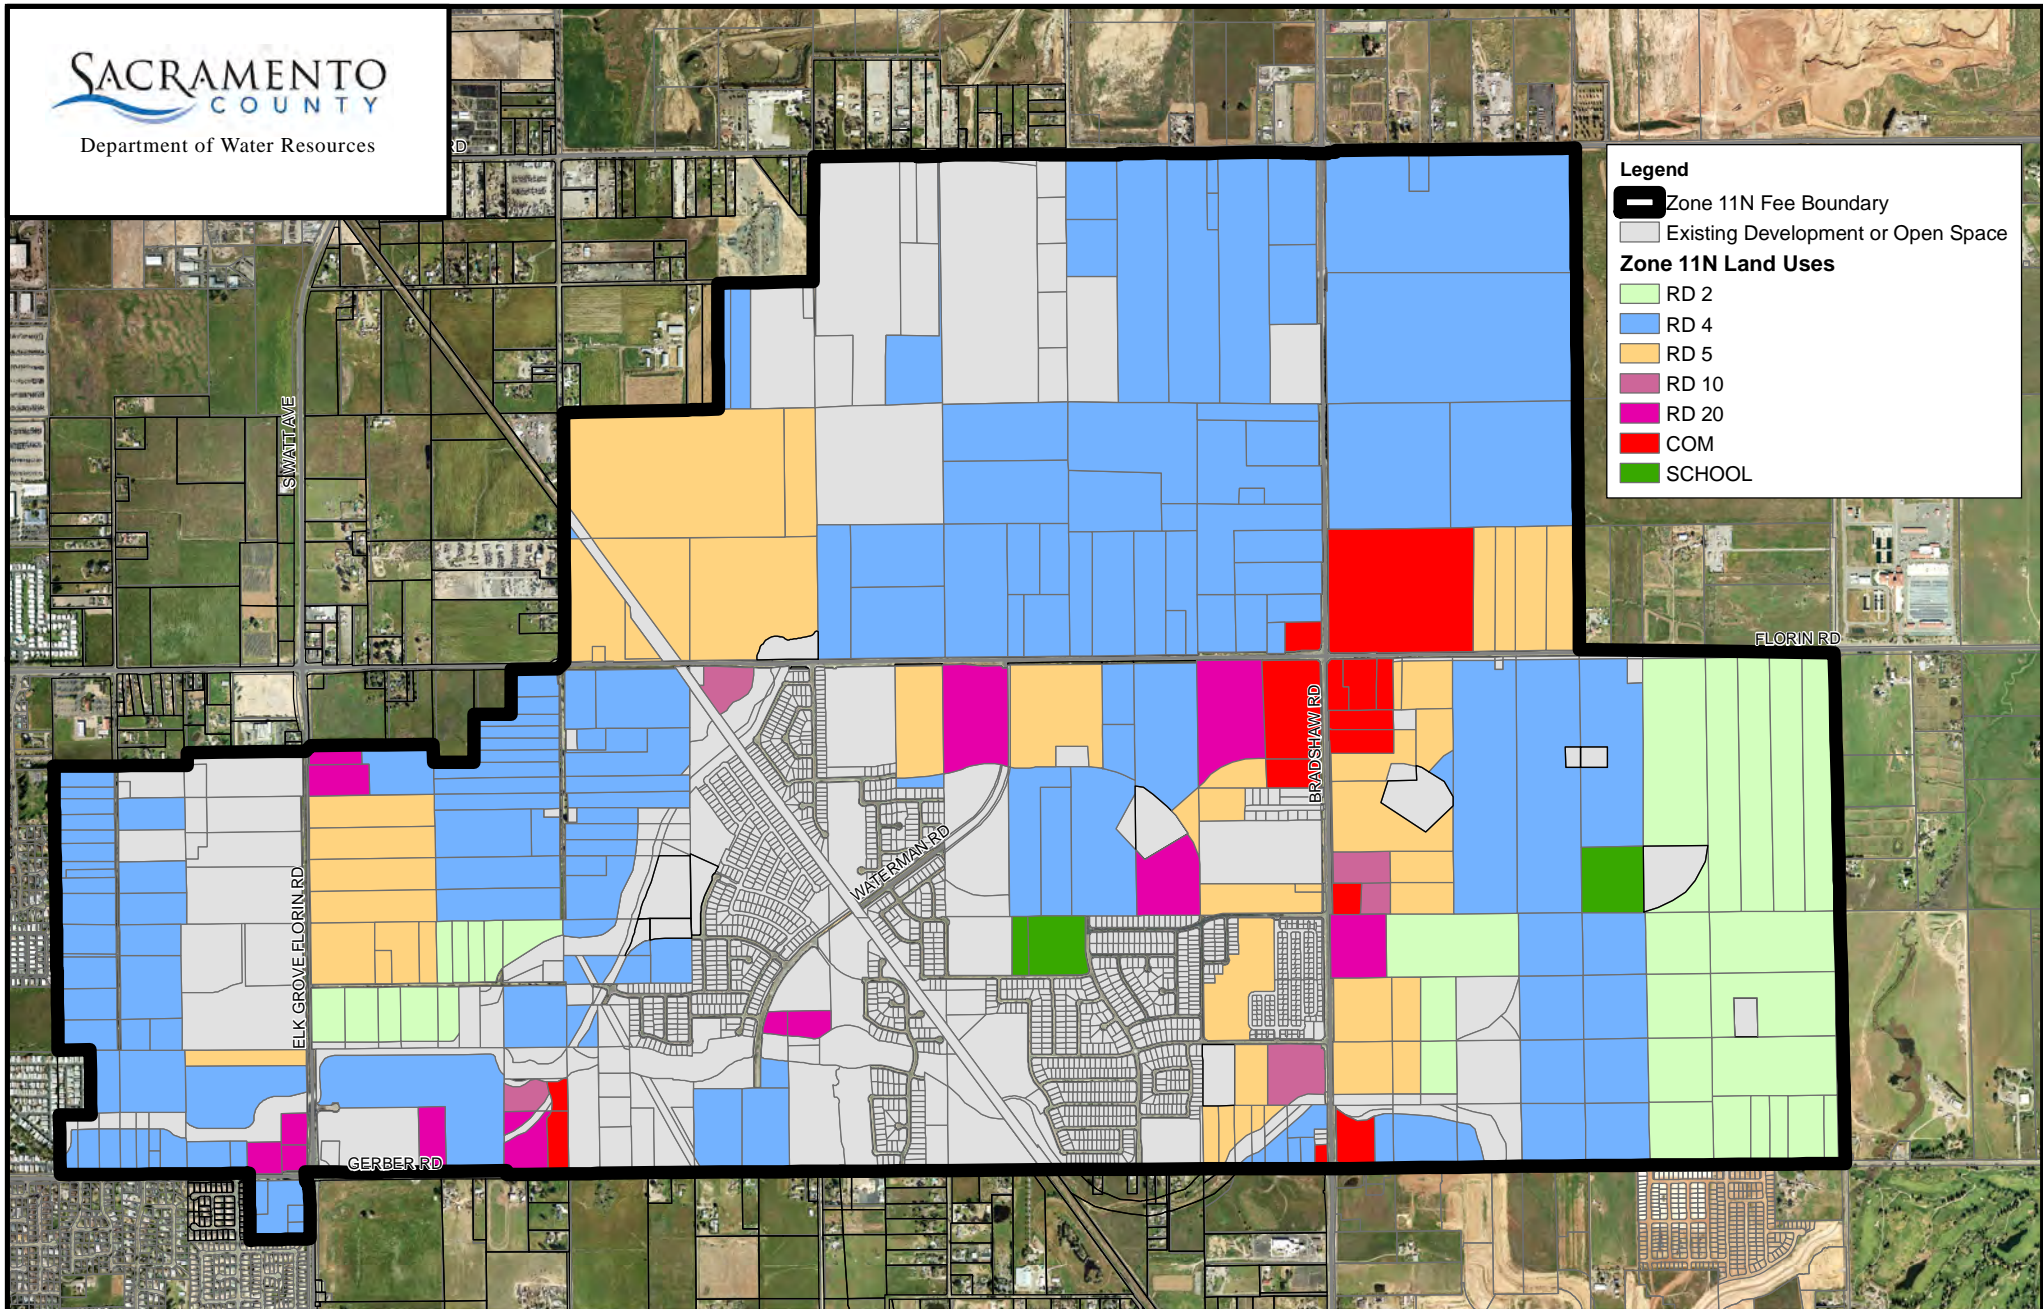 SACRAMENTO
COUNTY
Department of Water Resources
RD
Legend
Zone 11N Fee Boundary
Existing Development or Open Space
Zone 11N Land Uses
RD 2
RD 4
RD 5
RD 10
RD 20
COM
SCHOOL
S WATT AVE
FLORIN RD
BRADSHAW RD
WATERMAN RD
ELK GROVE FLORIN RD
GERBER RD